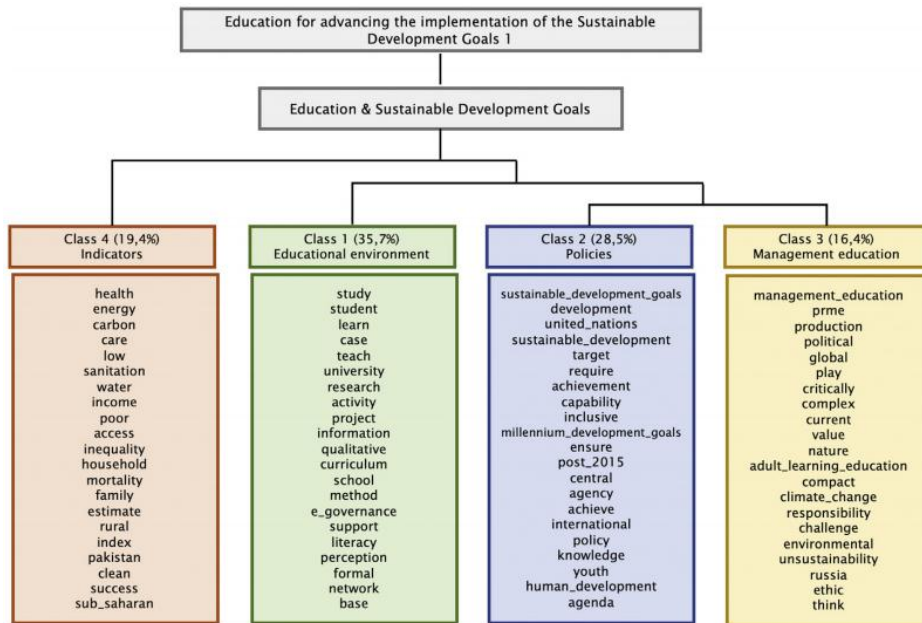 Education for advancing the implementation of the Sustainable
Development Goals 1
Education & Sustainable Development Goals
Class 4 (19,4%)
Indicators
health
energy
carbon
care
low
sanitation
water
income
poor
access
inequality
household
mortality
family
estimate
rural
index
pakistan
clean
success
sub_saharan
Class 1 (35,7%)
Educational environment
study
student
learn
case
teach
university
research
activity
project
information
qualitative
curriculum
school
method
e_governance
support
literacy
perception
formal
network
base
Class 2 (28,5%)
Policies
sustainable_development_goals
development
united_nations
sustainable_development
target
require
achievement
capability
inclusive
millennium_development_goals
ensure
post_2015
central
agency
achieve
international
policy
knowledge
youth
human_development
agenda
Class 3 (16,4%)
Management education
management_education
prme
production
political
global
play
critically
complex
current
value
nature
adult_learning_education
compact
climate_change
responsibility
challenge
environmental
unsustainability
russia
ethic
think